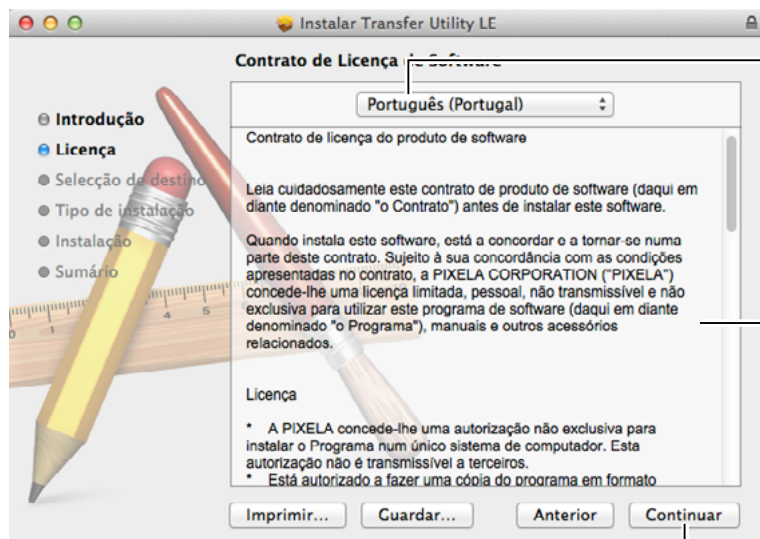 Instalar Transfer Utility LE
Contrato de Licença de Software
Introdução
Licença
Selecção de destino
Tipo de instalação
Instalação
Sumário
Português (Portugal)
Contrato de licença do produto de software
Leia cuidadosamente este contrato de produto de software (daqui em
diante denominado "o Contrato") antes de instalar este software.
Quando instala este software, está a concordar e a tornar-se numa
parte deste contrato. Sujeito à sua concordância com as condições
apresentadas no contrato, a PIXELA CORPORATION ("PIXELA")
concede-lhe uma licença limitada, pessoal, não transmissível e não
exclusiva para utilizar este programa de software (daqui em diante
denominado "o Programa"), manuais e outros acessórios
relacionados.
Licença
* A PIXELA concede-lhe uma autorização não exclusiva para
instalar o Programa num único sistema de computador. Esta
autorização não é transmissível a terceiros.
* Está autorizado a fazer uma cópia do programa em formato
Imprimir... Guardar... Anterior Continuar
4 5
0 1